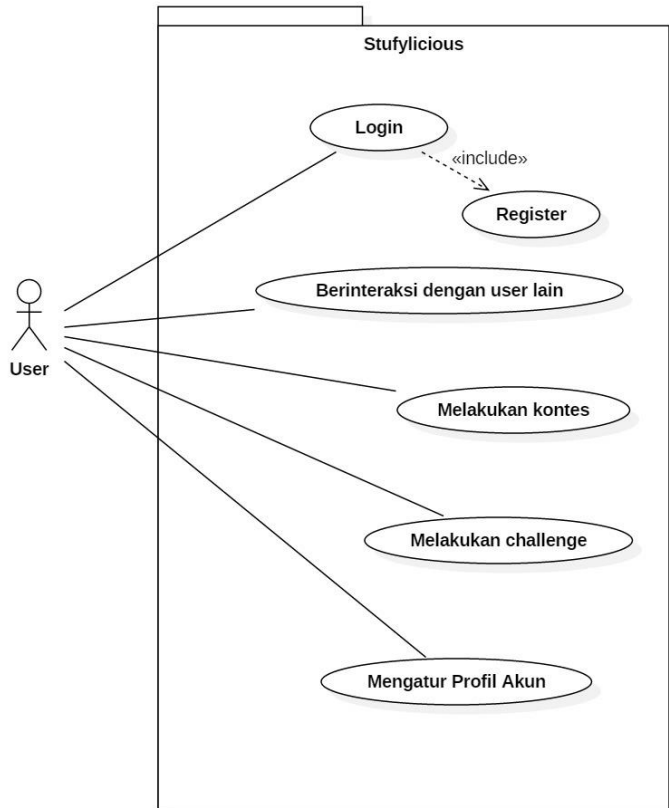 Stufylicious
Login
«include»
Register
Berinteraksi dengan user lain
User
Melakukan kontes
Melakukan challenge
Mengatur Profil Akun